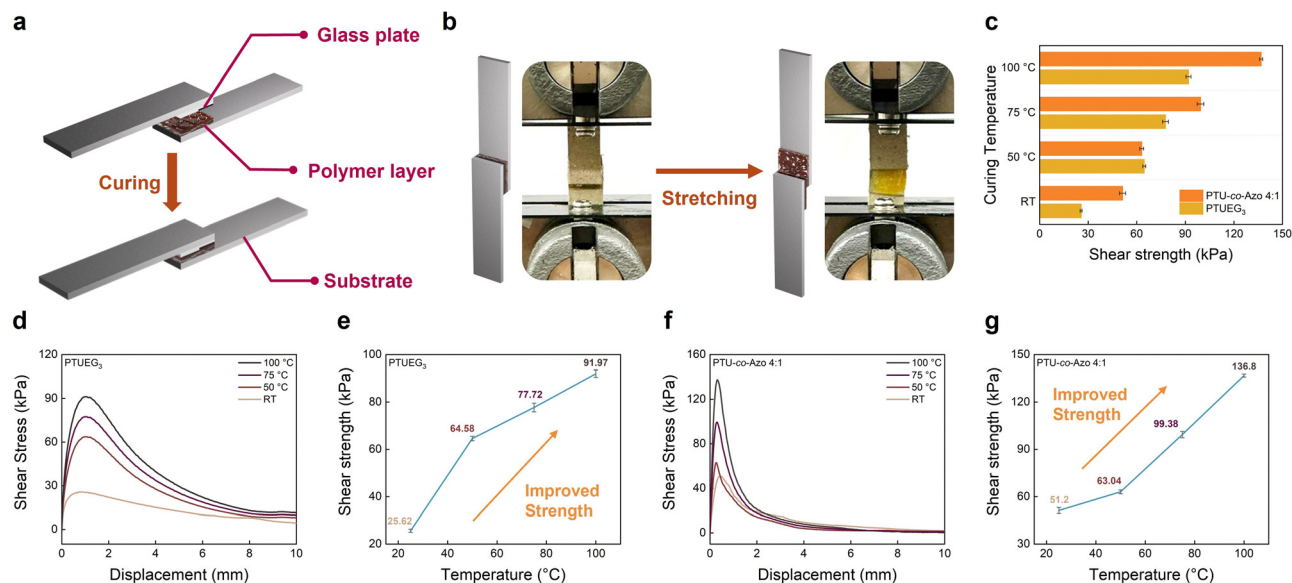 a
Glass plate
Polymer layer
Curing
Substrate
b
Stretching
c
Curing Temperature
100 °C
75 °C
50 °C
RT
PTU-co-Azo 4:1
PTUEG₃
0 30 60 90 120 150
Shear strength (kPa)
d
Shear Stress (kPa)
120
90
60
30
0
PTUEG₃
100 °C
75 °C
50 °C
RT
0 2 4 6 8 10
Displacement (mm)
e
Shear strength (kPa)
100
80
60
40
20
PTUEG₃
91.97
77.72
64.58
25.62
Improved
Strength
20 40 60 80 100
Temperature (°C)
f
Shear Stress (kPa)
160
120
80
40
0
PTU-co-Azo 4:1
100 °C
75 °C
50 °C
RT
0 2 4 6 8 10
Displacement (mm)
g
Shear strength (kPa)
150
120
90
60
30
PTU-co-Azo 4:1
136.8
Improved
Strength
99.38
63.04
51.2
20 40 60 80 100
Temperature (°C)